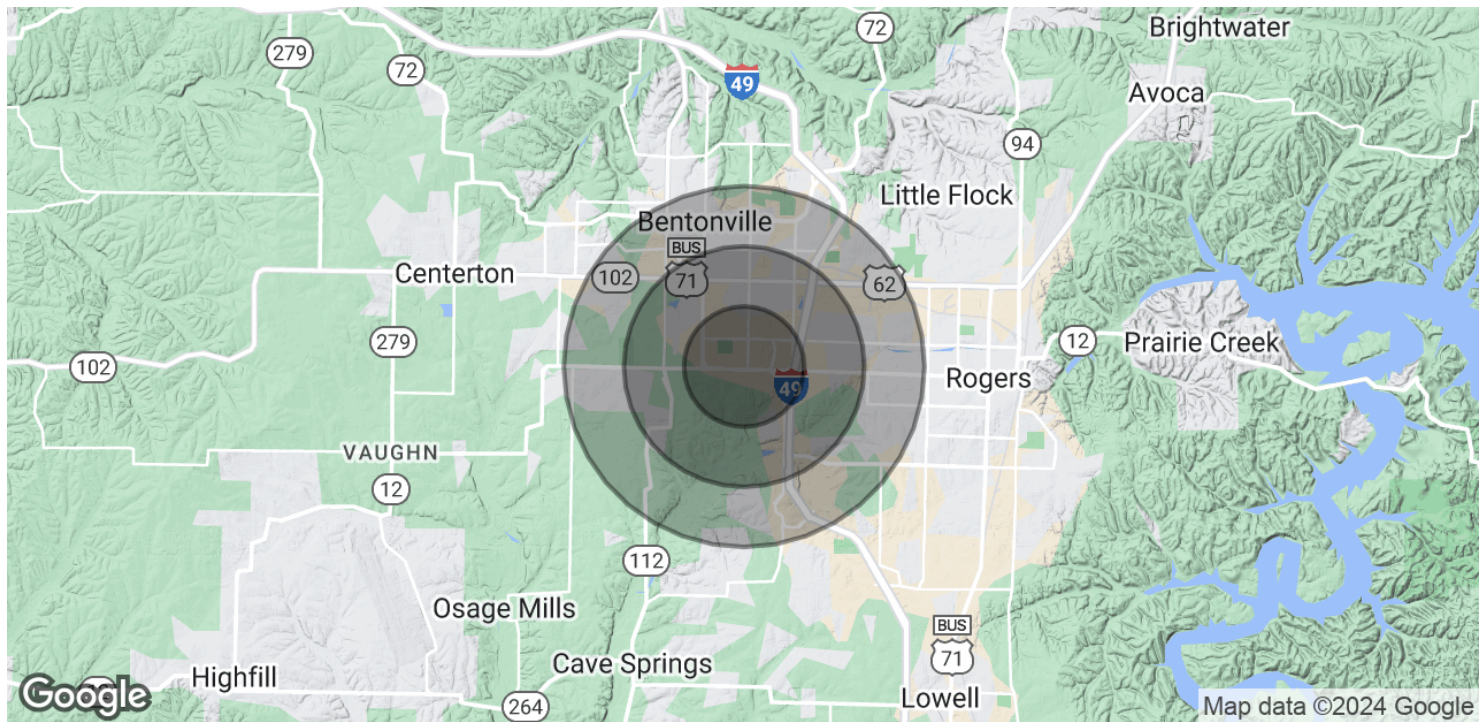 72
Brightwater
279
72
49
Avoca
94
Little Flock
Bentonville
BUS
71
102
62
Centerton
279
12
Prairie Creek
102
49
Rogers
VAUGHN
12
112
Osage Mills
BUS
71
Cave Springs
Highfill
Google
264
Lowell
Map data ©2024 Google